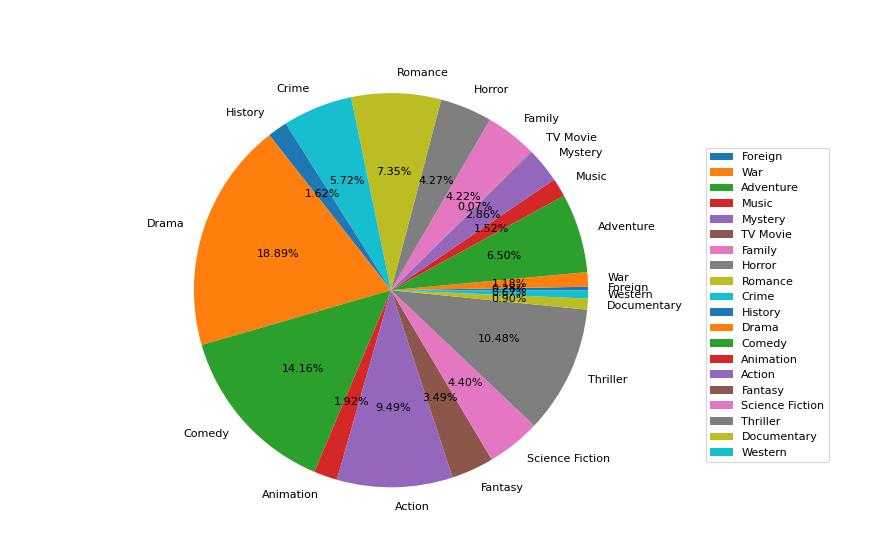 Romance
Crime
Horror
History
Family
TV Movie
Mystery
Music
Drama
Adventure
War
Foreign
Western
Documentary
Thriller
Comedy
Science Fiction
Animation
Fantasy
Action
7.35%
5.72%
4.27%
1.62%
4.22%
0.07%
2.86%
1.52%
18.89%
6.50%
1.18%
0.90%
10.48%
14.16%
4.40%
1.92%
3.49%
9.49%
Foreign
War
Adventure
Music
Mystery
TV Movie
Family
Horror
Romance
Crime
History
Drama
Comedy
Animation
Action
Fantasy
Science Fiction
Thriller
Documentary
Western